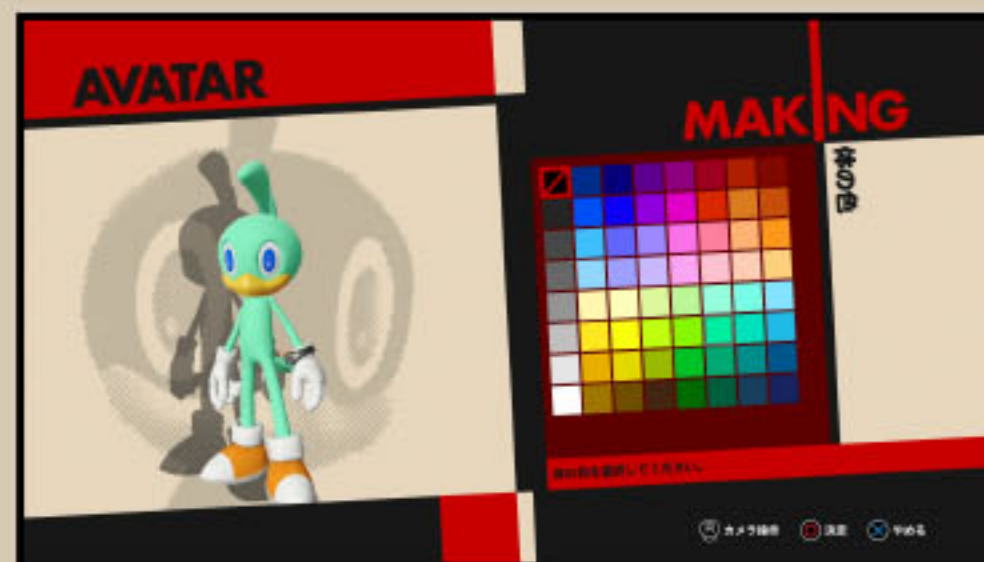 AVATAR
MAKING
体の色
体の色を選択してください。
カメラ操作
決定
やめる